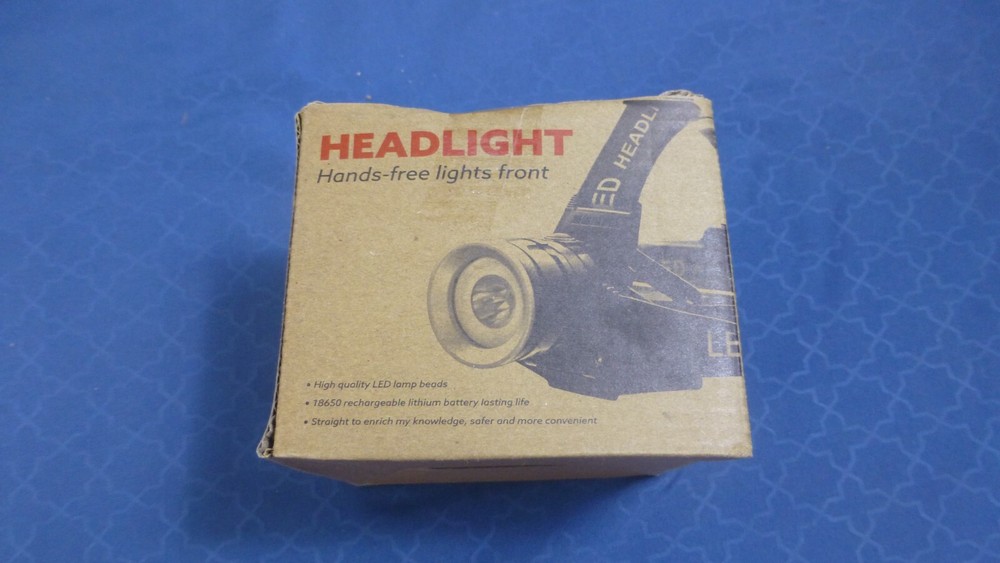 HEADLIGHT
Hands-free lights front
ED HEADLI
LE
• High quality LED lamp beads
• 18650 rechargeable lithium battery lasting life
• Straight to enrich my knowledge, safer and more convenient